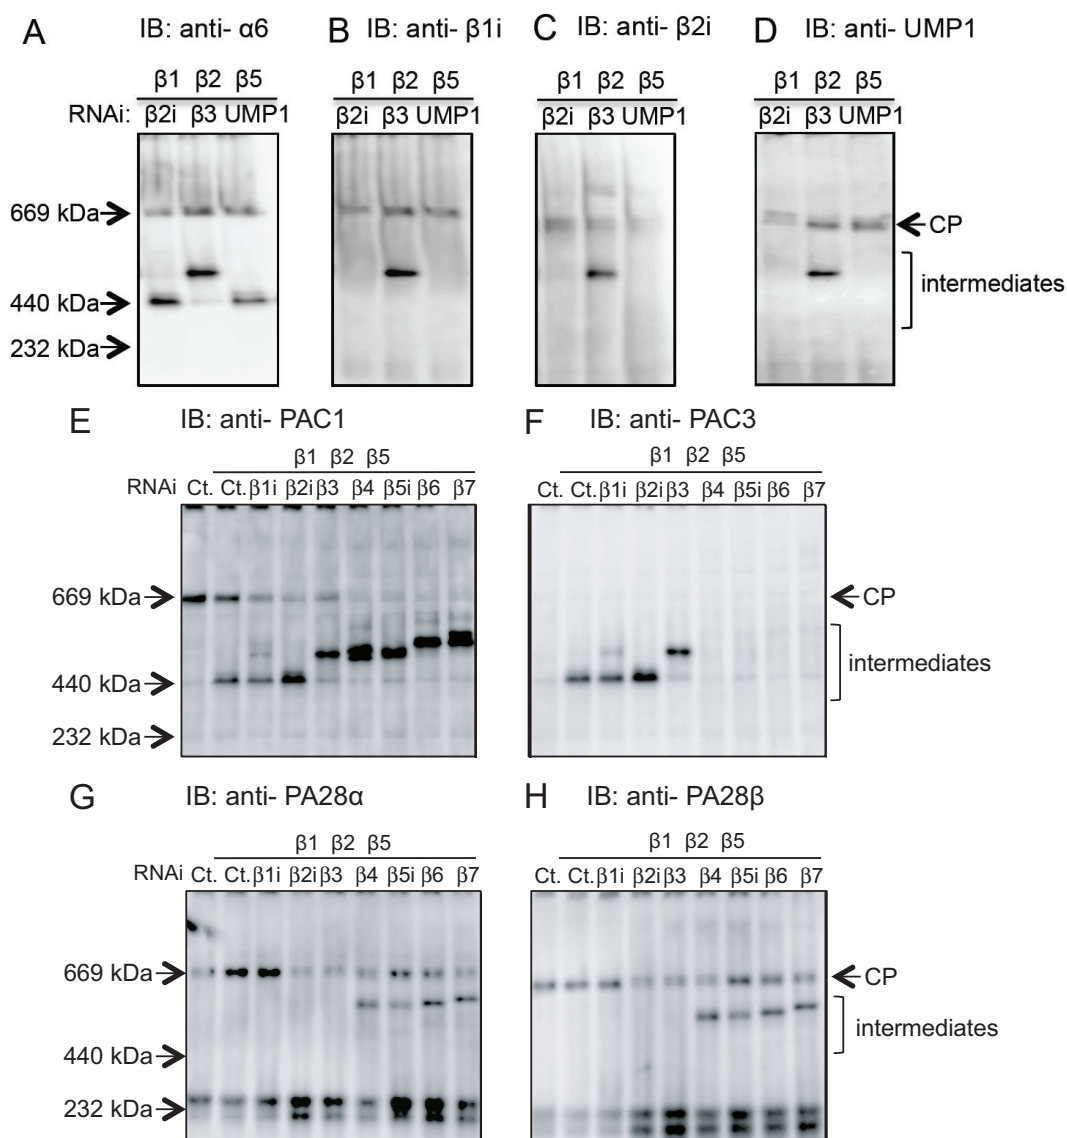 A IB: anti- α6 B IB: anti- β1i C IB: anti- β2i D IB: anti- UMP1
β1 β2 β5 β1 β2 β5 β1 β2 β5 β1 β2 β5
RNAi: β2i β3 UMP1 β2i β3 UMP1 β2i β3 UMP1 β2i β3 UMP1
669 kDa CP
440 kDa intermediates
232 kDa
E IB: anti- PAC1 F IB: anti- PAC3
β1 β2 β5 β1 β2 β5
RNAi Ct. Ct. β1i β2i β3 β4 β5i β6 β7 Ct. Ct. β1i β2i β3 β4 β5i β6 β7
669 kDa CP
440 kDa intermediates
232 kDa
G IB: anti- PA28α H IB: anti- PA28β
β1 β2 β5 β1 β2 β5
RNAi Ct. Ct. β1i β2i β3 β4 β5i β6 β7 Ct. Ct. β1i β2i β3 β4 β5i β6 β7
669 kDa CP
440 kDa intermediates
232 kDa